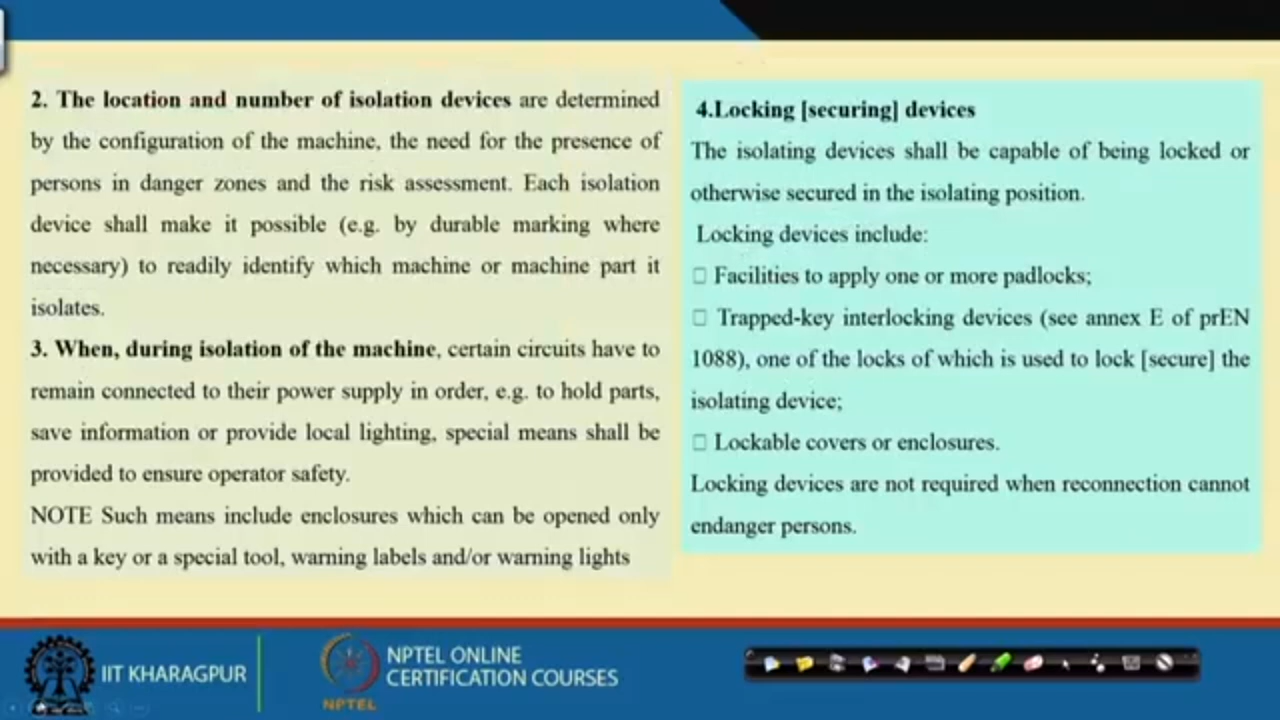 2. The location and number of isolation devices are determined
by the configuration of the machine, the need for the presence of
persons in danger zones and the risk assessment. Each isolation
device shall make it possible (e.g. by durable marking where
necessary) to readily identify which machine or machine part it
isolates.
3. When, during isolation of the machine, certain circuits have to
remain connected to their power supply in order, e.g. to hold parts,
save information or provide local lighting, special means shall be
provided to ensure operator safety.
NOTE Such means include enclosures which can be opened only
with a key or a special tool, warning labels and/or warning lights
4.Locking [securing] devices
The isolating devices shall be capable of being locked or
otherwise secured in the isolating position.
Locking devices include:
□ Facilities to apply one or more padlocks;
□ Trapped-key interlocking devices (see annex E of prEN
1088), one of the locks of which is used to lock [secure] the
isolating device;
□ Lockable covers or enclosures.
Locking devices are not required when reconnection cannot
endanger persons.
IIT KHARAGPUR
NPTEL ONLINE
CERTIFICATION COURSES
NPTEL